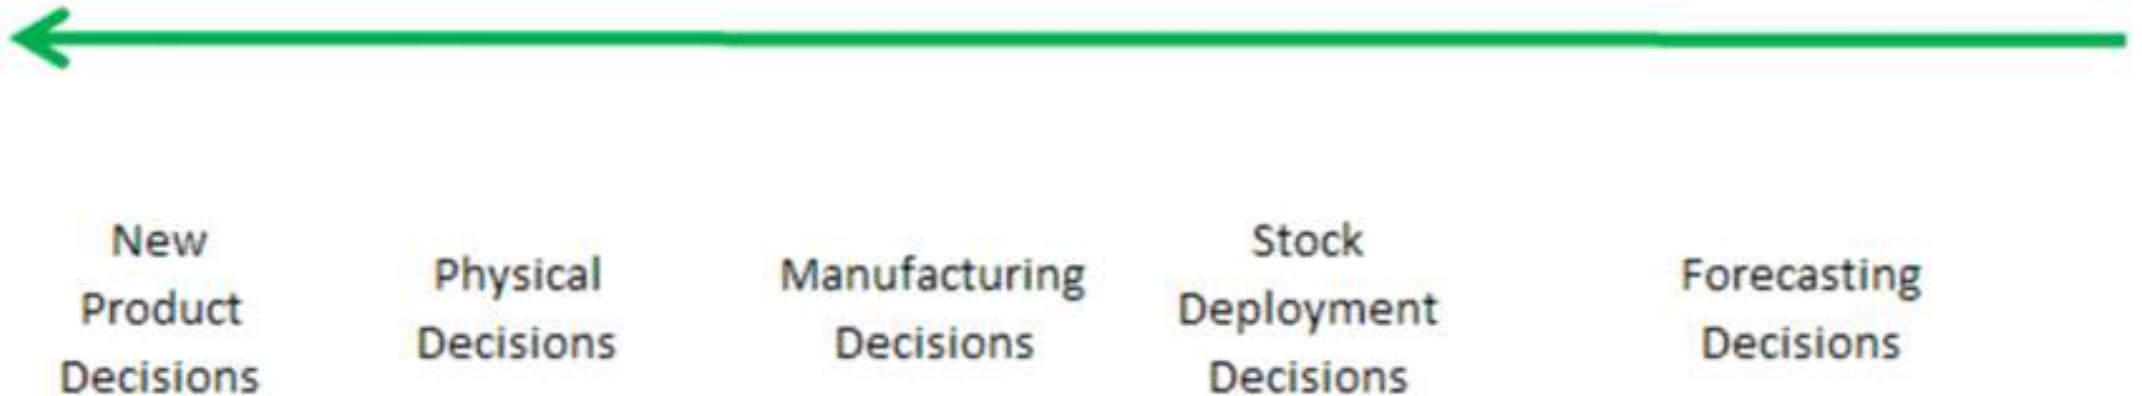 New
Product
Decisions
Physical
Decisions
Manufacturing
Decisions
Stock
Deployment
Decisions
Forecasting
Decisions